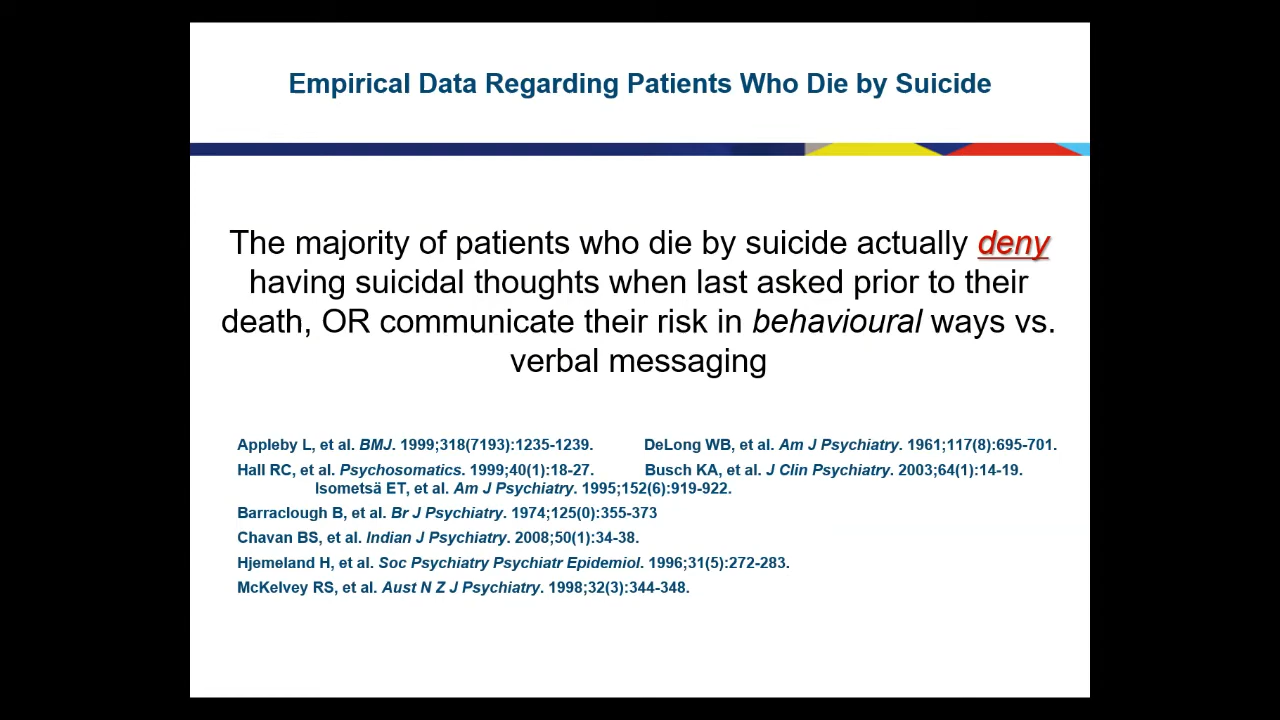 Empirical Data Regarding Patients Who Die by Suicide
The majority of patients who die by suicide actually deny
having suicidal thoughts when last asked prior to their
death, OR communicate their risk in behavioural ways vs.
verbal messaging
Appleby L, et al. BMJ. 1999;318(7193):1235-1239. DeLong WB, et al. Am J Psychiatry. 1961;117(8):695-701.
Hall RC, et al. Psychosomatics. 1999;40(1):18-27. Busch KA, et al. J Clin Psychiatry. 2003;64(1):14-19.
Isometsä ET, et al. Am J Psychiatry. 1995;152(6):919-922.
Barraclough B, et al. Br J Psychiatry. 1974;125(0):355-373
Chavan BS, et al. Indian J Psychiatry. 2008;50(1):34-38.
Hjemeland H, et al. Soc Psychiatry Psychiatr Epidemiol. 1996;31(5):272-283.
McKelvey RS, et al. Aust N Z J Psychiatry. 1998;32(3):344-348.